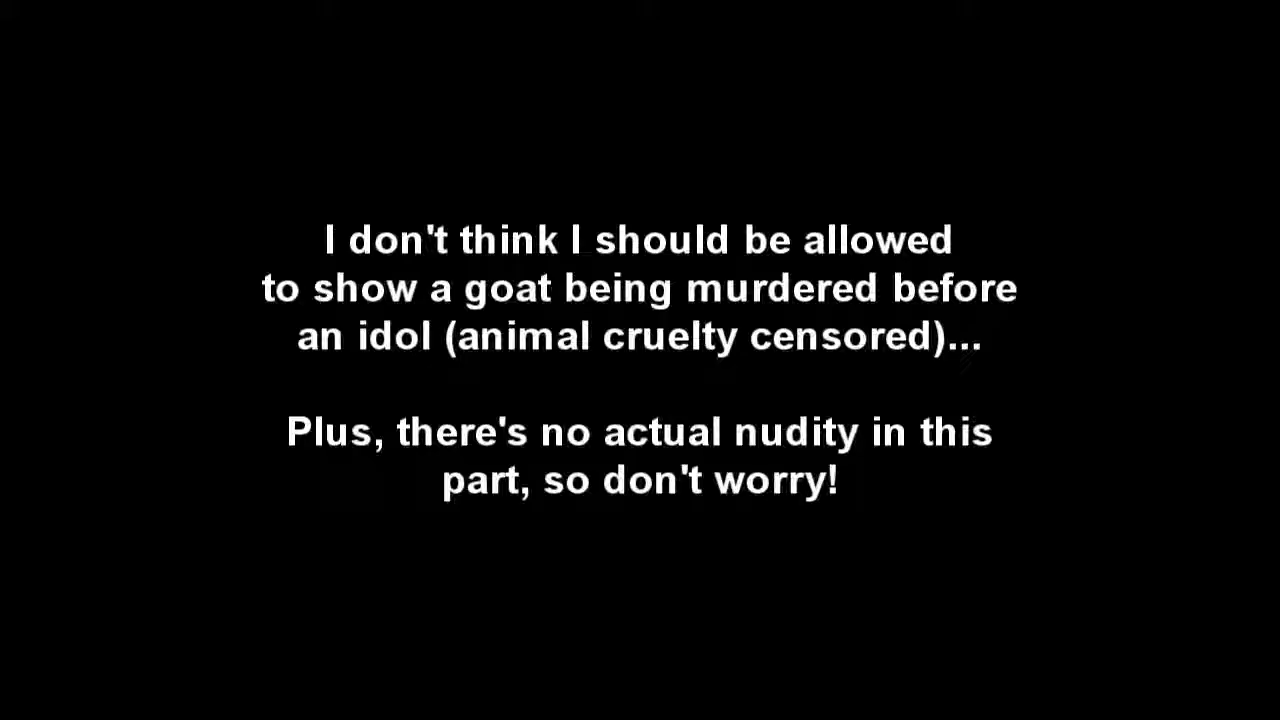 I don't think I should be allowed
to show a goat being murdered before
an idol (animal cruelty censored)...
Plus, there's no actual nudity in this
part, so don't worry!